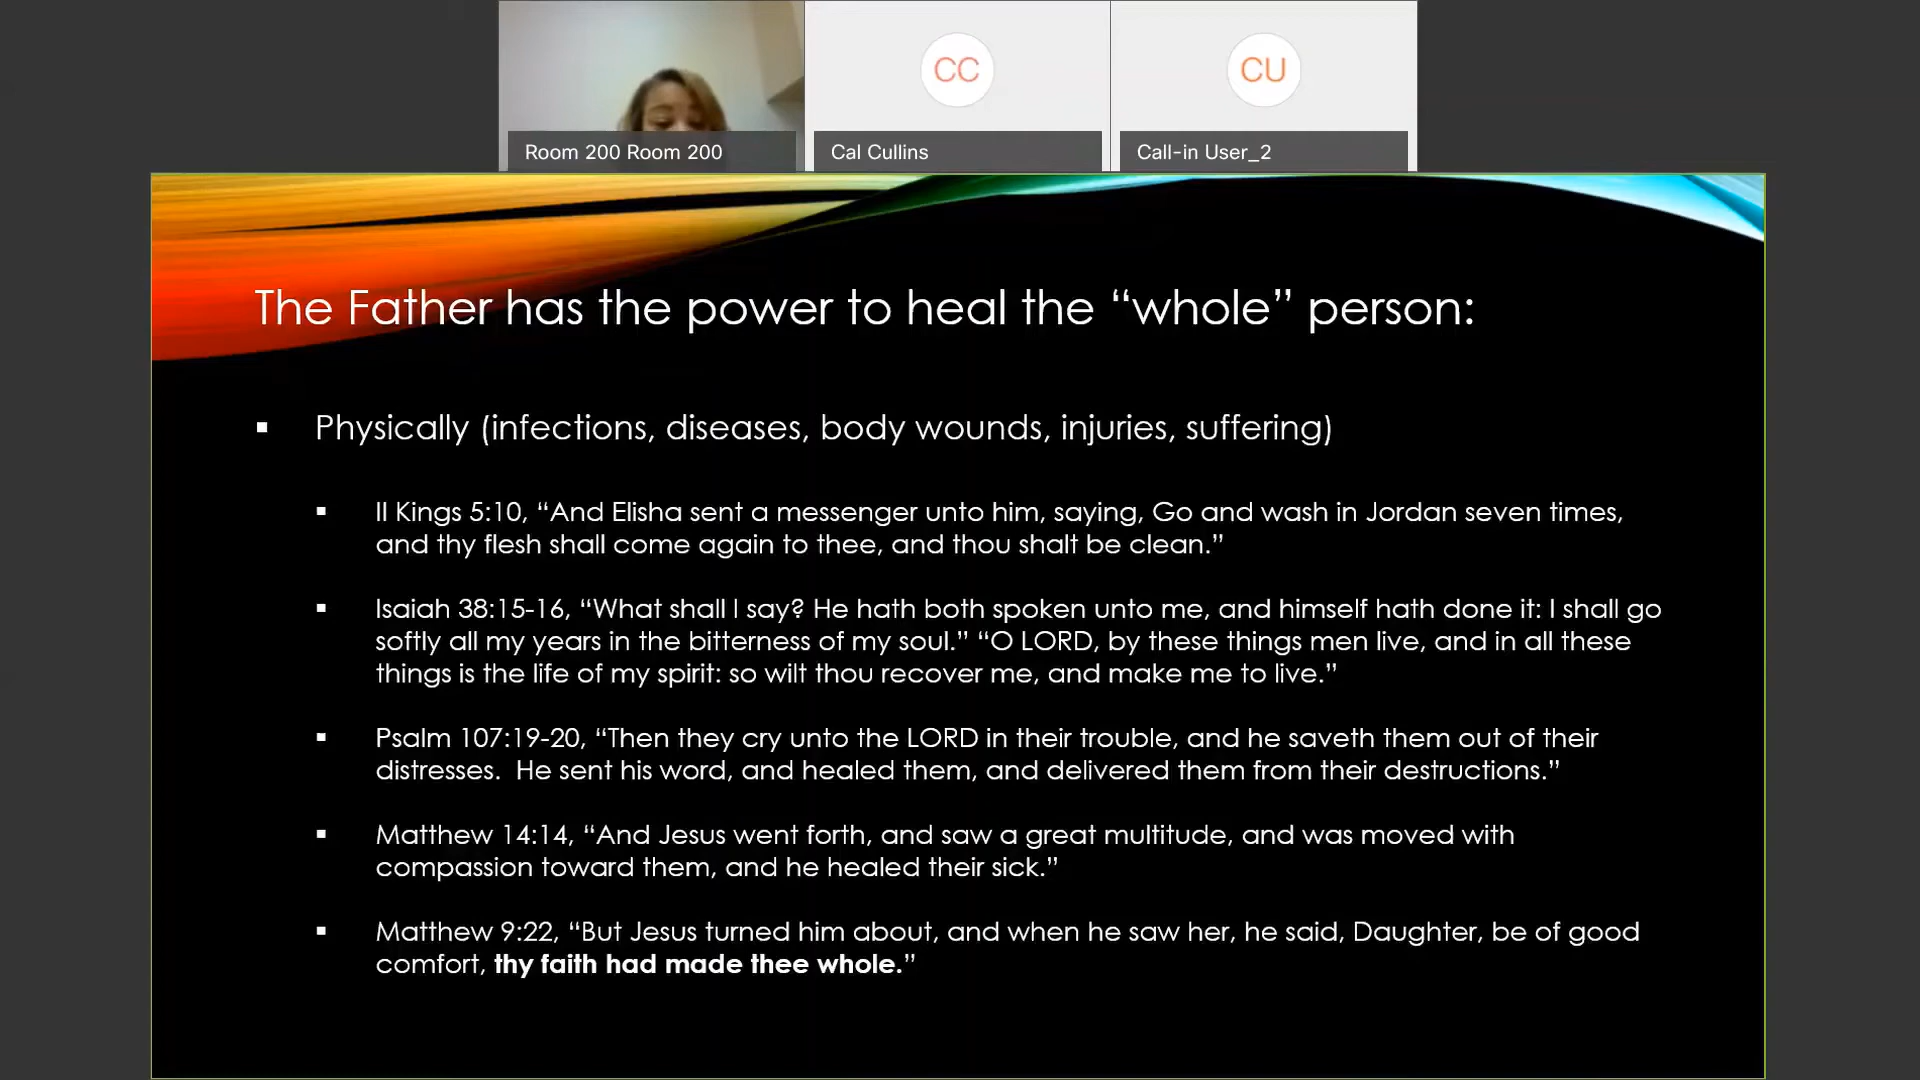 CC
CU
Room 200 Room 200
Cal Cullins
Call-in User_2
The Father has the power to heal the “whole” person:
▪ Physically (infections, diseases, body wounds, injuries, suffering)
▪ II Kings 5:10, “And Elisha sent a messenger unto him, saying, Go and wash in Jordan seven times,
and thy flesh shall come again to thee, and thou shalt be clean.”
▪ Isaiah 38:15-16, “What shall I say? He hath both spoken unto me, and himself hath done it: I shall go
softly all my years in the bitterness of my soul.” “O LORD, by these things men live, and in all these
things is the life of my spirit: so wilt thou recover me, and make me to live.”
▪ Psalm 107:19-20, “Then they cry unto the LORD in their trouble, and he saveth them out of their
distresses.  He sent his word, and healed them, and delivered them from their destructions.”
▪ Matthew 14:14, “And Jesus went forth, and saw a great multitude, and was moved with
compassion toward them, and he healed their sick.”
▪ Matthew 9:22, “But Jesus turned him about, and when he saw her, he said, Daughter, be of good
comfort, thy faith had made thee whole.”